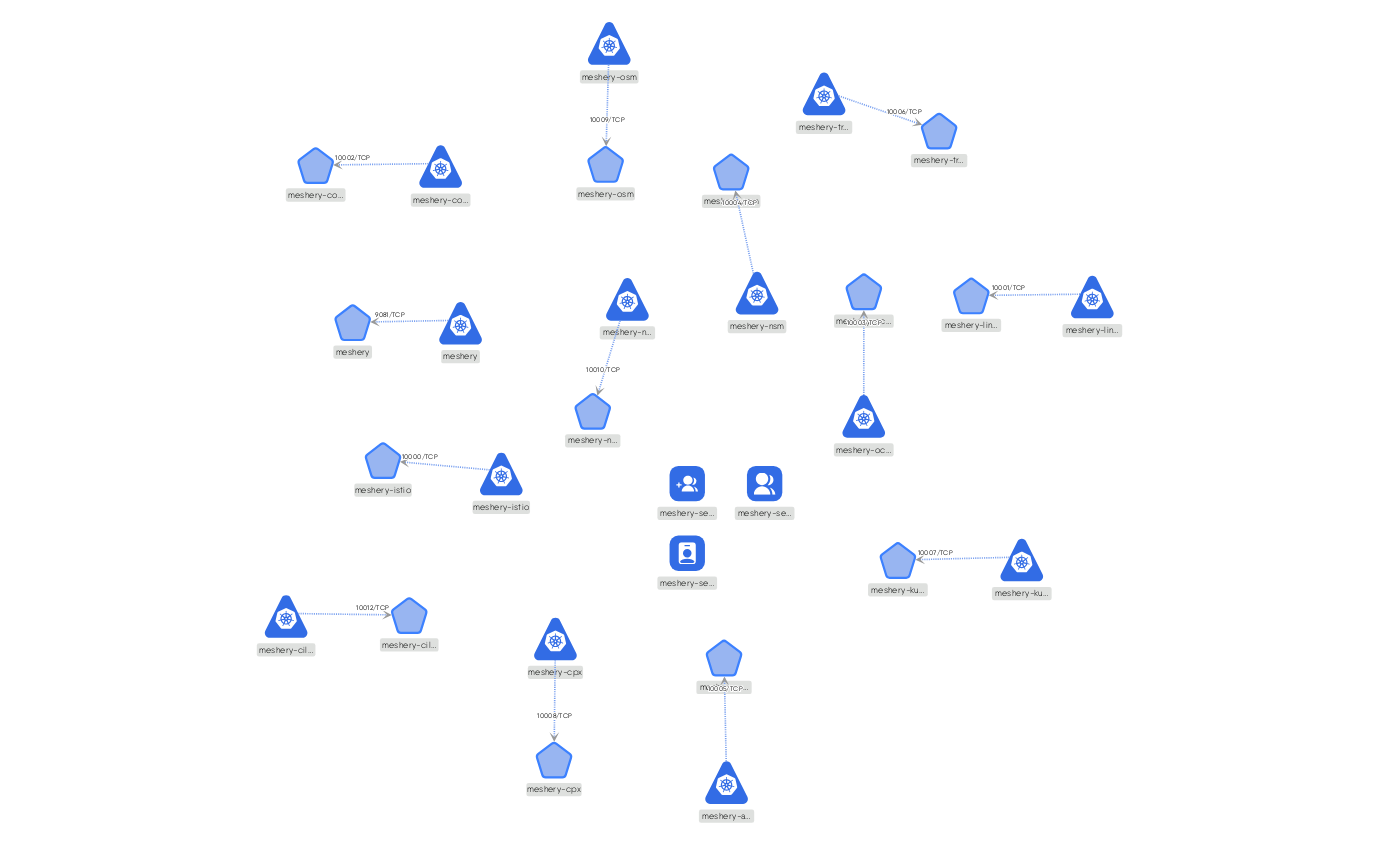 meshery-osm
10009/TCP
meshery-osm
10006/TCP
meshery-tr...
meshery-tr...
10002/TCP
meshery-co...
meshery-co...
10004/TCP
meshery-nsm
10003/TCP
meshery-oc...
10001/TCP
meshery-lin...
meshery-lin...
9081/TCP
meshery
meshery
meshery-n...
10010/TCP
meshery-n...
10000/TCP
meshery-istio
meshery-istio
meshery-se...
meshery-se...
meshery-se...
10007/TCP
meshery-ku...
meshery-ku...
10012/TCP
meshery-cil...
meshery-cil...
meshery-cpx
10008/TCP
meshery-cpx
10005/TCP
meshery-a...